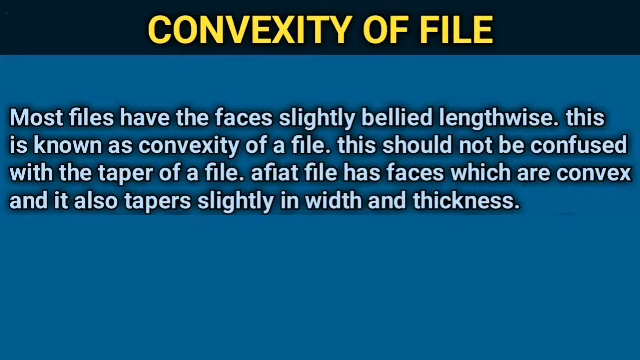 CONVEXITY OF FILE
Most files have the faces slightly bellied lengthwise. this
is known as convexity of a file. this should not be confused
with the taper of a file. afiat file has faces which are convex
and it also tapers slightly in width and thickness.